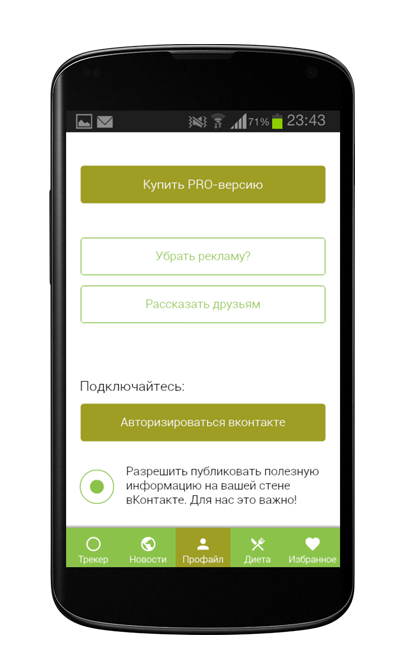 71% 23:43
Купить PRO-версию
Убрать рекламу?
Рассказать друзьям
Подключайтесь:
Авторизироваться вконтакте
Разрешить публиковать полезную
информацию на вашей стене
вКонтакте. Для нас это важно!
Трекер Новости Профайл Диета Избранное